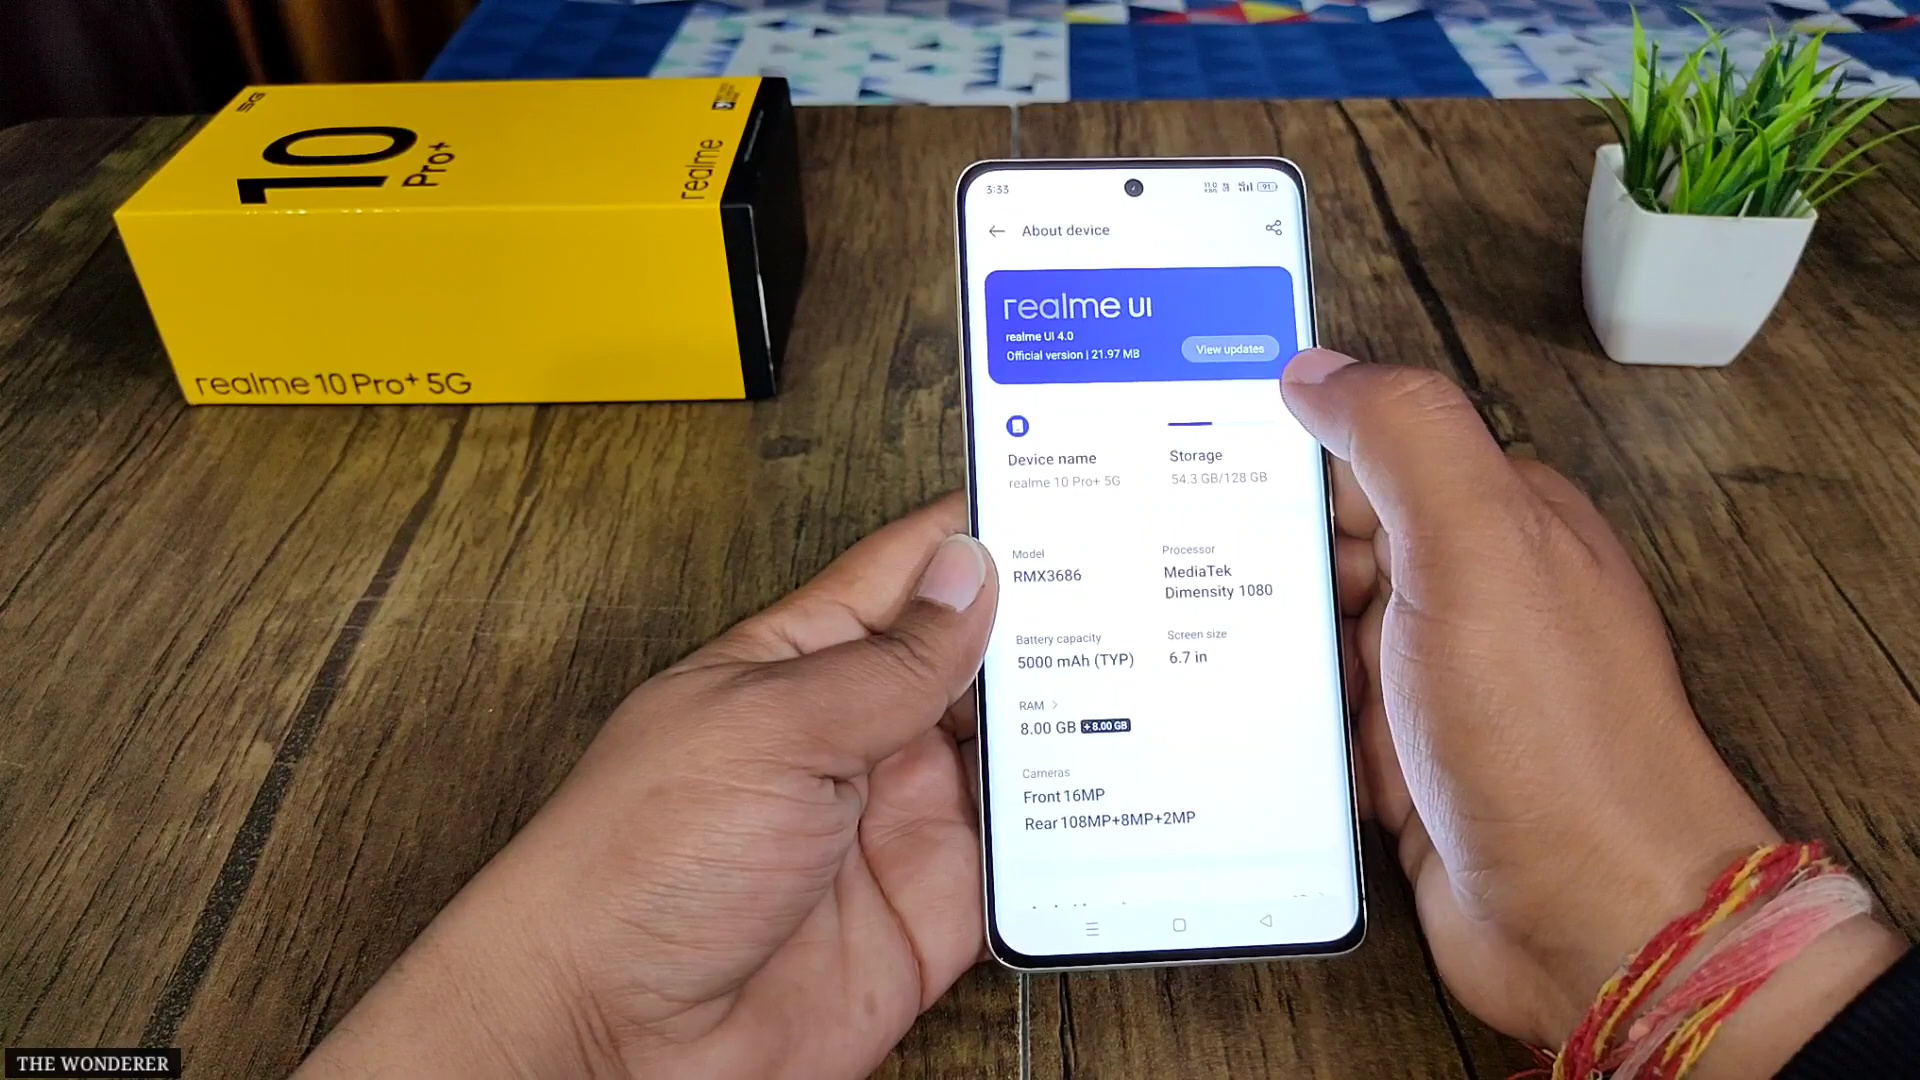 5G
10
Pro+
realme
realme 10 Pro+ 5G
3:33
91
About device
realme UI
realme UI 4.0
Official version | 21.97 MB
View updates
Device name
realme 10 Pro+ 5G
Storage
54.3 GB/128 GB
Model
RMX3686
Processor
MediaTek
Dimensity 1080
Battery capacity
5000 mAh (TYP)
Screen size
6.7 in
RAM >
8.00 GB +8.00 GB
Cameras
Front 16MP
Rear 108MP+8MP+2MP
THE WONDERER